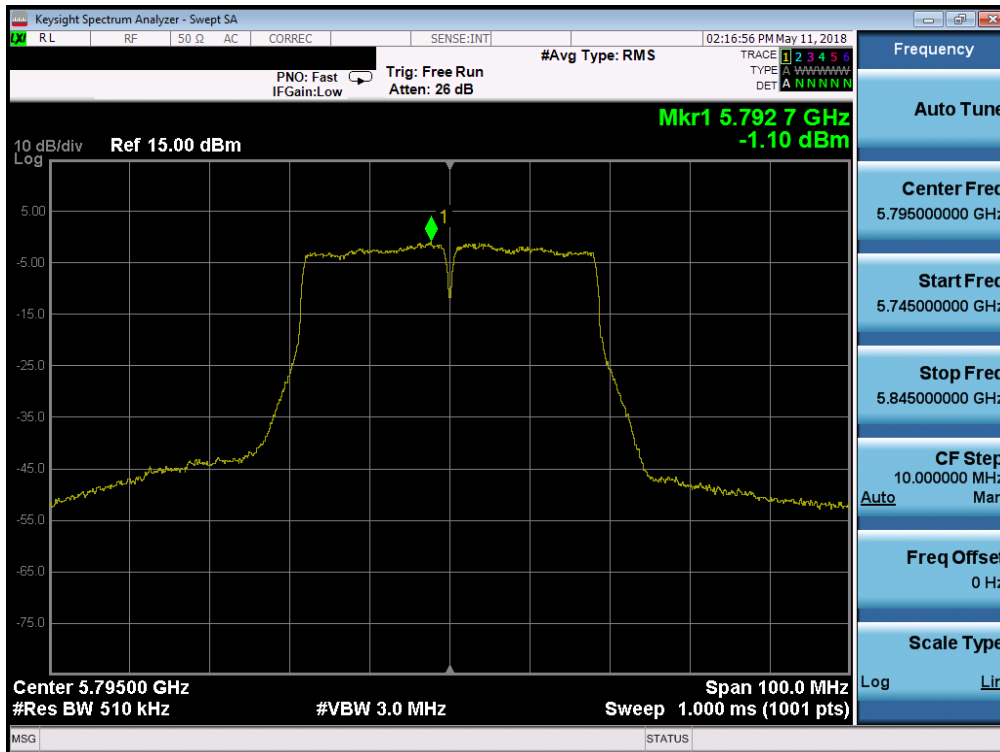 Keysight Spectrum Analyzer - Swept SA
LXI RL RF 50 Ω AC CORREC SENSE:INT 02:16:56 PM May 11, 2018
#Avg Type: RMS
TRACE 1 2 3 4 5 6
TYPE A WWWWW
DET A N N N N N
PNO: Fast
IFGain:Low
Trig: Free Run
Atten: 26 dB
Mkr1 5.792 7 GHz
-1.10 dBm
10 dB/div
Log
Ref 15.00 dBm
1
5.00
-5.00
-15.0
-25.0
-35.0
-45.0
-55.0
-65.0
-75.0
Center 5.79500 GHz
Span 100.0 MHz
#Res BW 510 kHz
#VBW 3.0 MHz
Sweep 1.000 ms (1001 pts)
MSG
STATUS
Frequency
Auto Tune
Center Freq
5.795000000 GHz
Start Freq
5.745000000 GHz
Stop Freq
5.845000000 GHz
CF Step
10.000000 MHz
Auto Man
Freq Offset
0 Hz
Scale Type
Log Lin